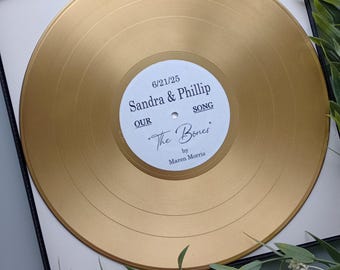 6/21/25
Sandra & Phillip
OUR SONG
"The Bones"
by
Maren Morris